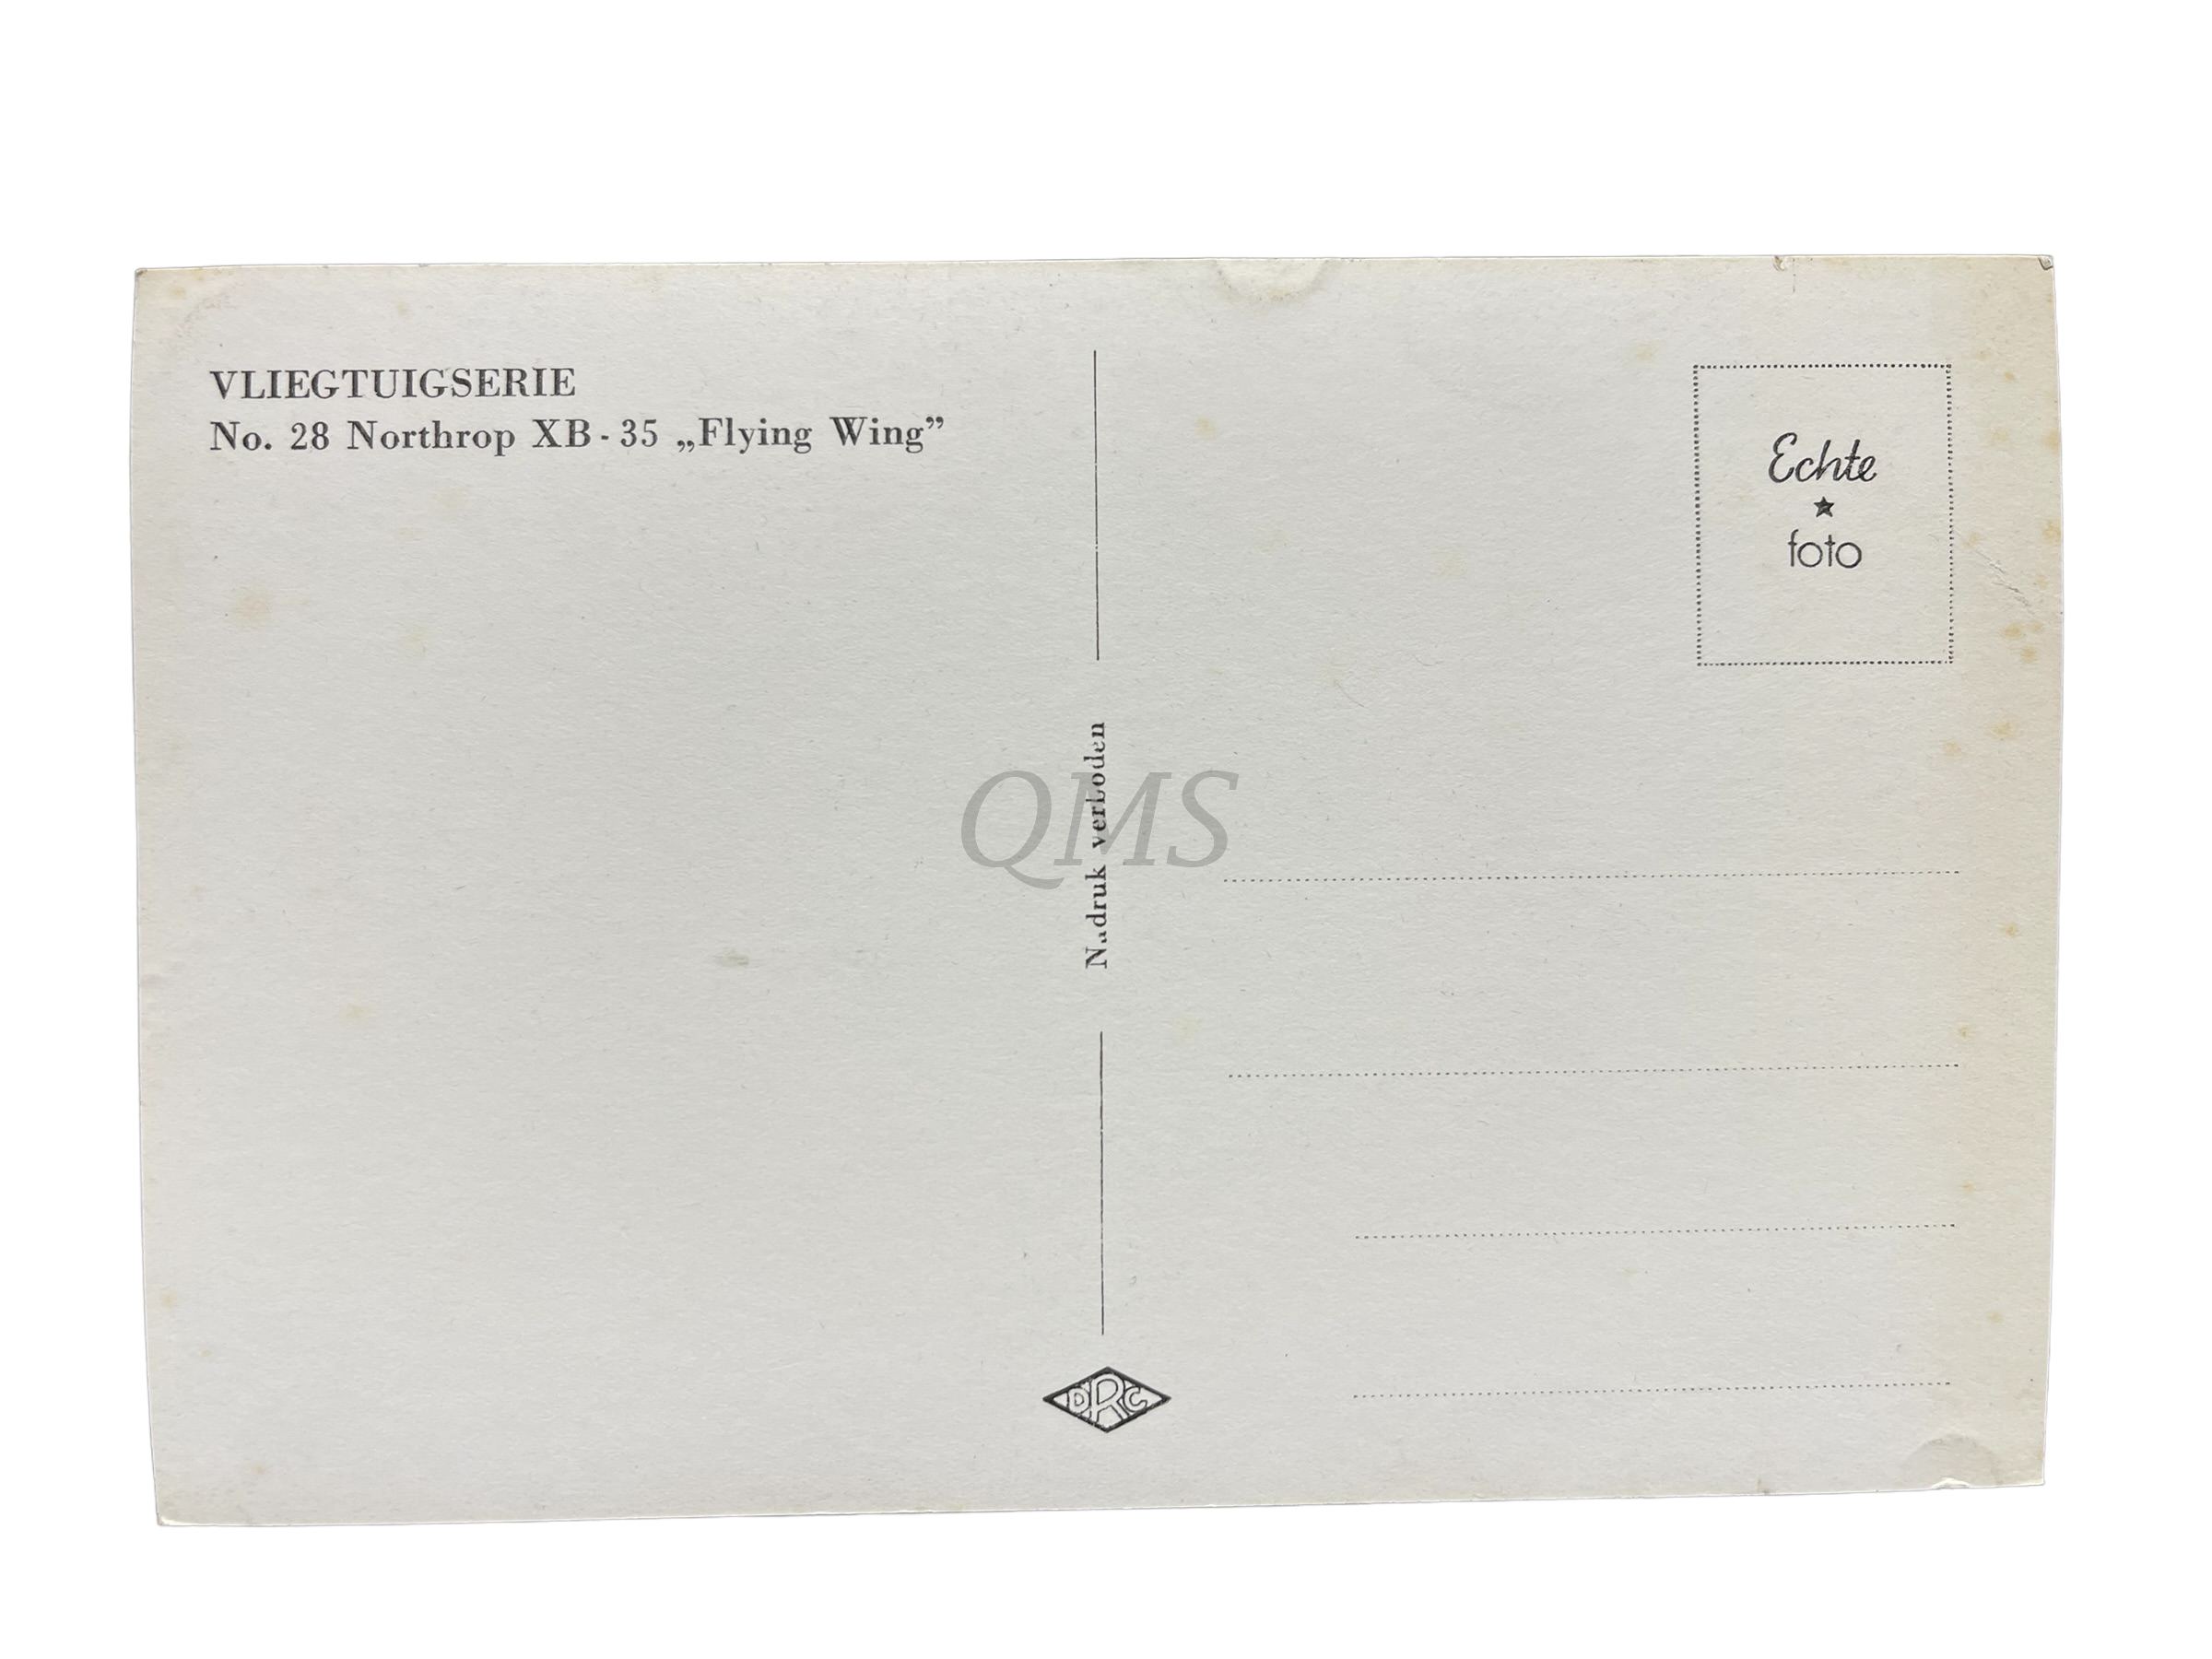 VLIEGTUIGSERIE
No. 28 Northrop XB-35 „Flying Wing”
Echte
foto
Nadruk verboden
QMS
DRC